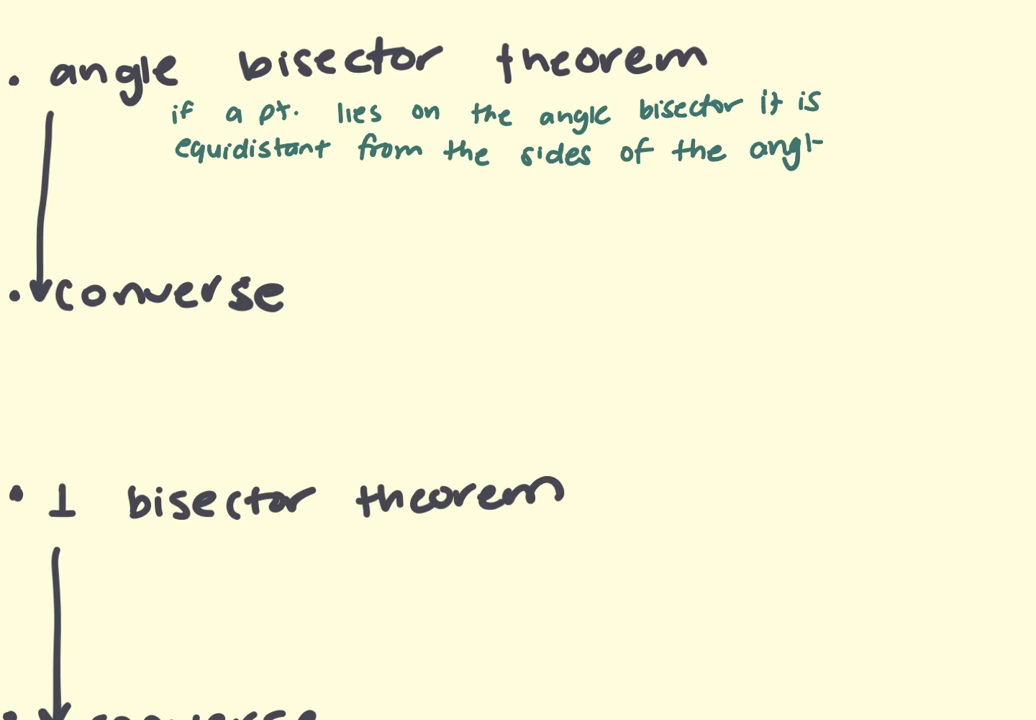 . angle bisector theorem
if a pt. lies on the angle bisector it is
equidistant from the sides of the angl
. converse
• ⊥ bisector theorem
• converse